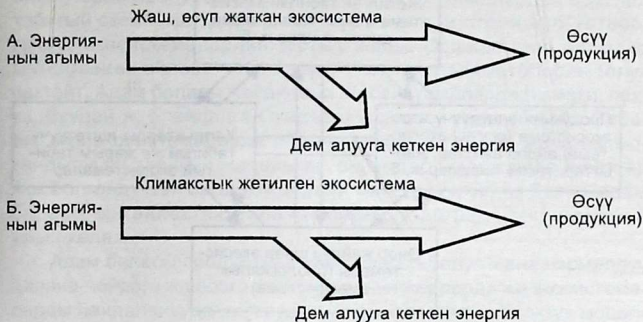 Жаш, өсүп жаткан экосистема
А. Энергия-
нын агымы
Өсүү
(продукция)
Дем алууга кеткен энергия
Климакстык жетилген экосистема
Б. Энергия-
нын агымы
Өсүү
(продукция)
Дем алууга кеткен энергия